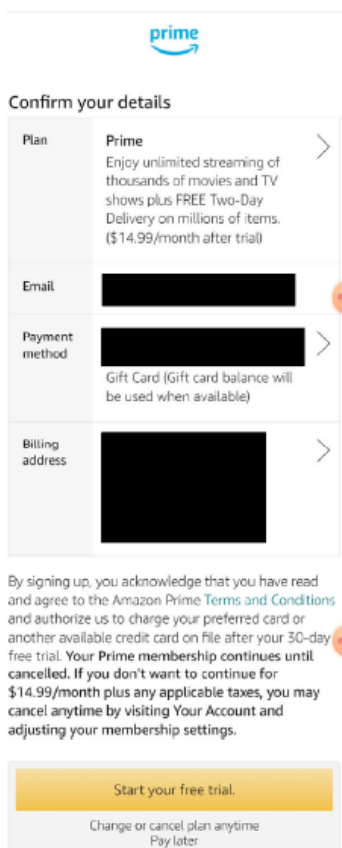 prime
Confirm your details
Plan
Prime
Enjoy unlimited streaming of
thousands of movies and TV
shows plus FREE Two-Day
Delivery on millions of items.
($14.99/month after trial)
Email
Payment
method
Gift Card (Gift card balance will
be used when available)
Billing
address
By signing up, you acknowledge that you have read
and agree to the Amazon Prime Terms and Conditions
and authorize us to charge your preferred card or
another available credit card on file after your 30-day
free trial. Your Prime membership continues until
cancelled. If you don't want to continue for
$14.99/month plus any applicable taxes, you may
cancel anytime by visiting Your Account and
adjusting your membership settings.
Start your free trial.
Change or cancel plan anytime
Pay later